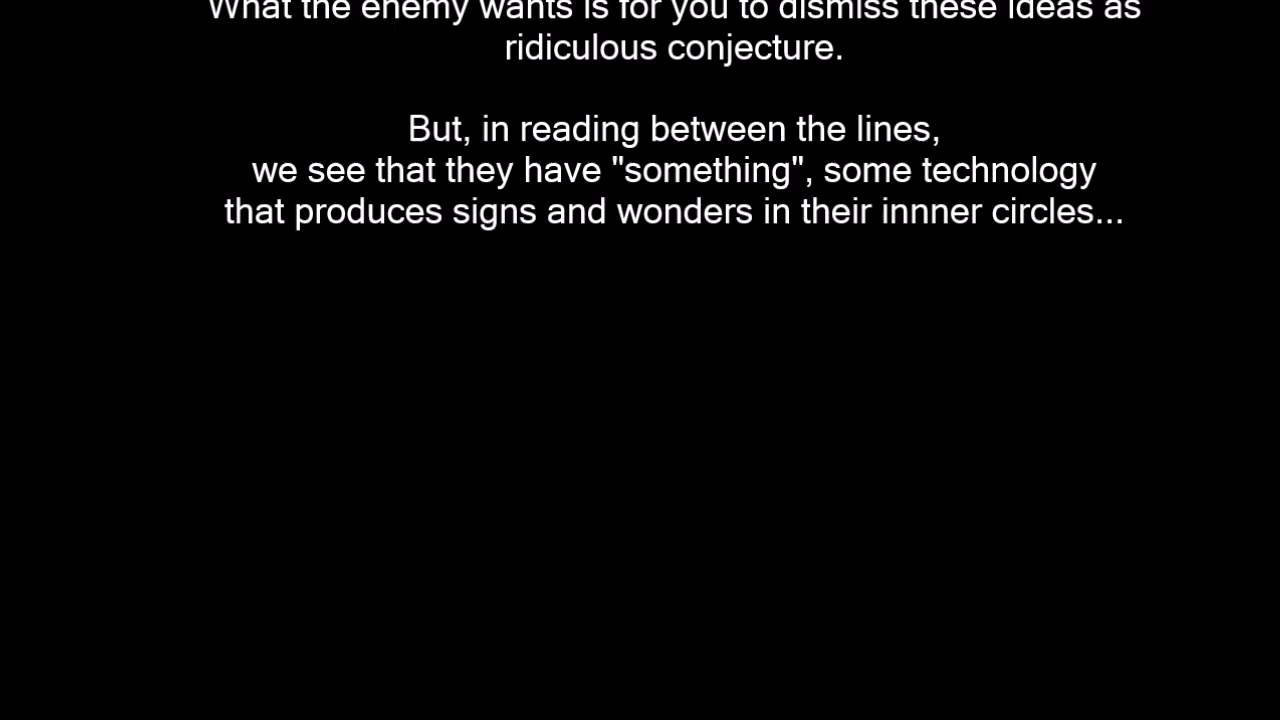 What the enemy wants is for you to dismiss these ideas as
ridiculous conjecture.
But, in reading between the lines,
we see that they have "something", some technology
that produces signs and wonders in their innner circles...